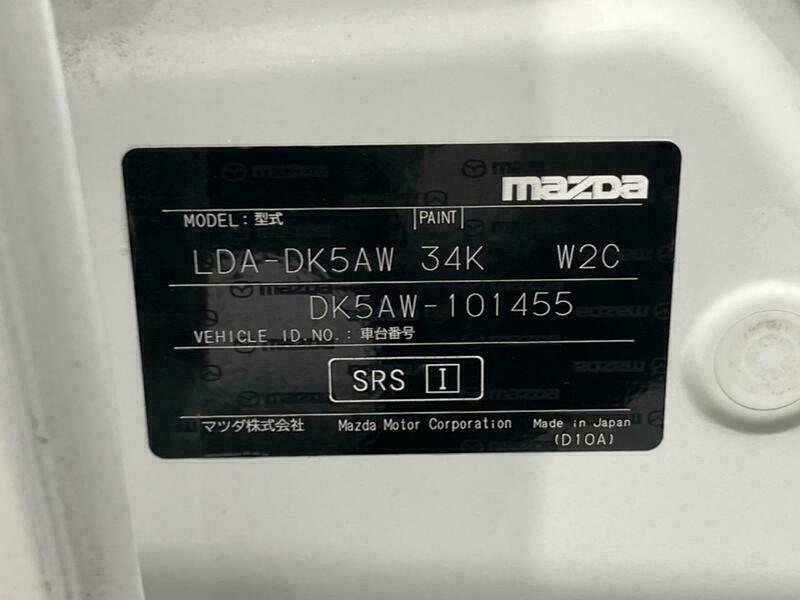 mazda
MODEL: 型式 PAINT
LDA-DK5AW 34K W2C
DK5AW-101455
VEHICLE ID.NO.: 車台番号
SRS I
マツダ株式会社 Mazda Motor Corporation Made in Japan
(D10A)